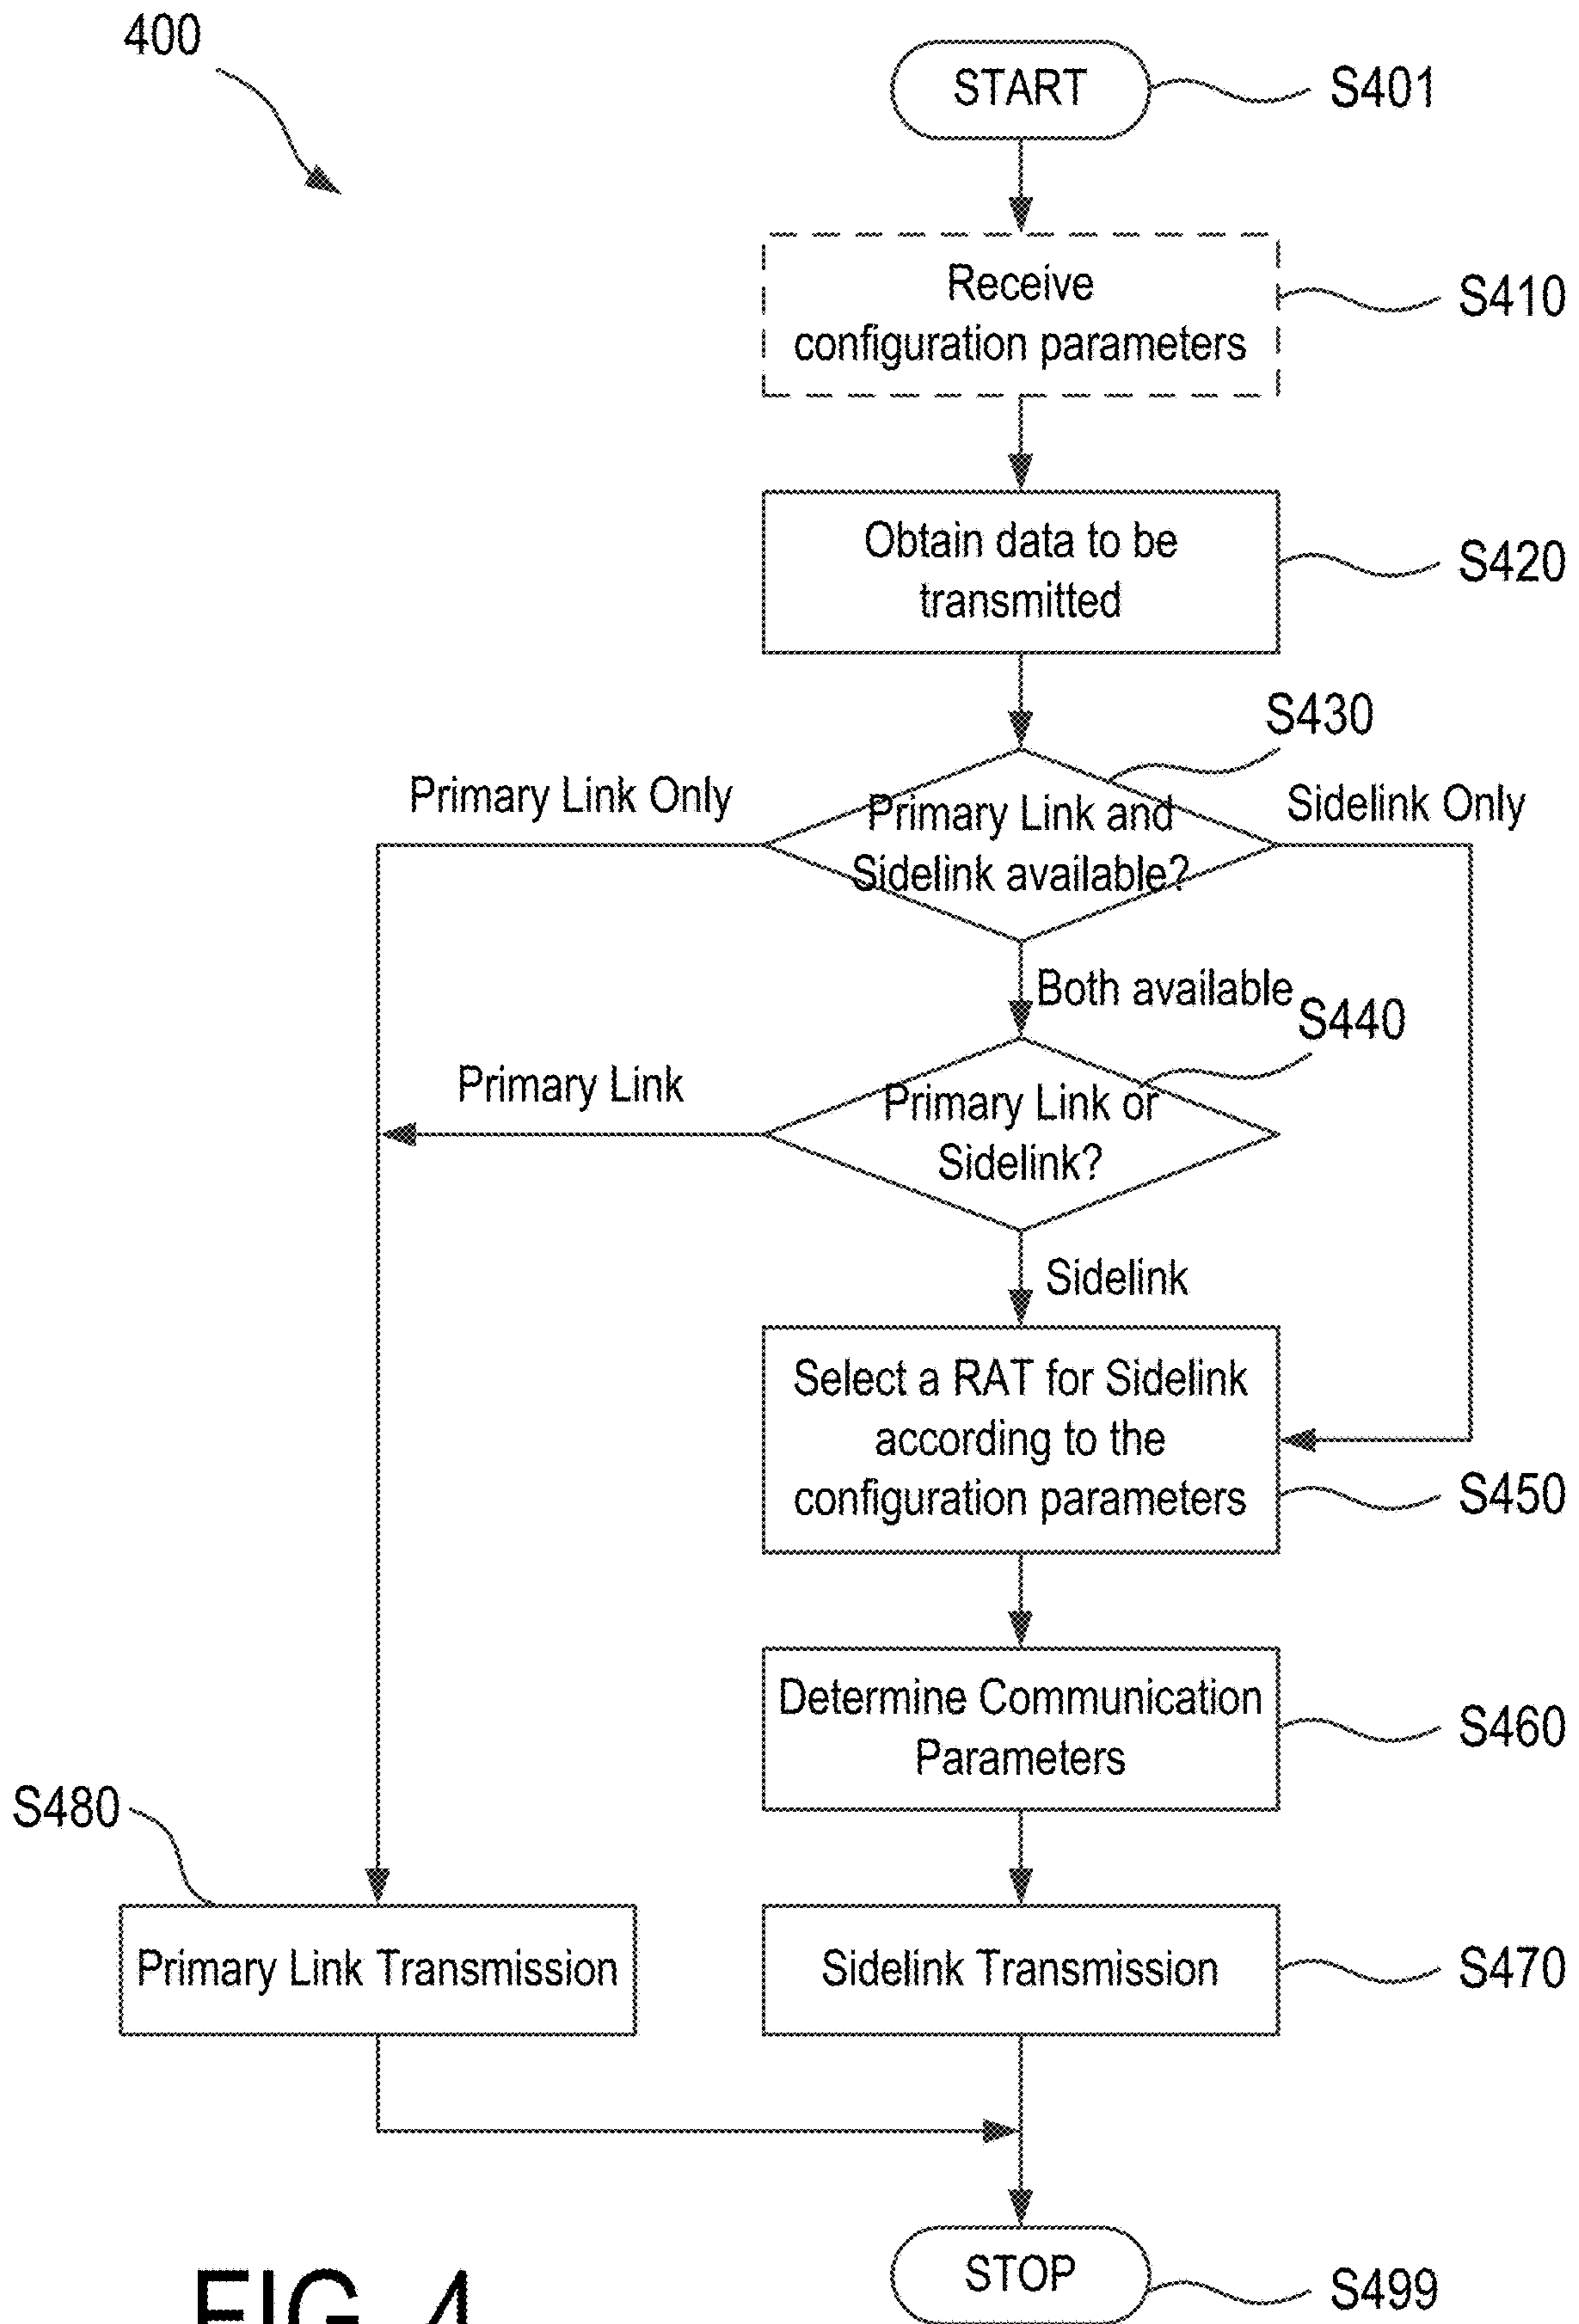 400
START
S401
Receive
configuration parameters
S410
Obtain data to be
transmitted
S420
S430
Primary Link Only
Primary Link and
Sidelink available?
Sidelink Only
Both available
S440
Primary Link
Primary Link or
Sidelink?
Sidelink
Select a RAT for Sidelink
according to the
configuration parameters
S450
Determine Communication
Parameters
S460
S480
Primary Link Transmission
Sidelink Transmission
S470
STOP
S499
FIG. 4